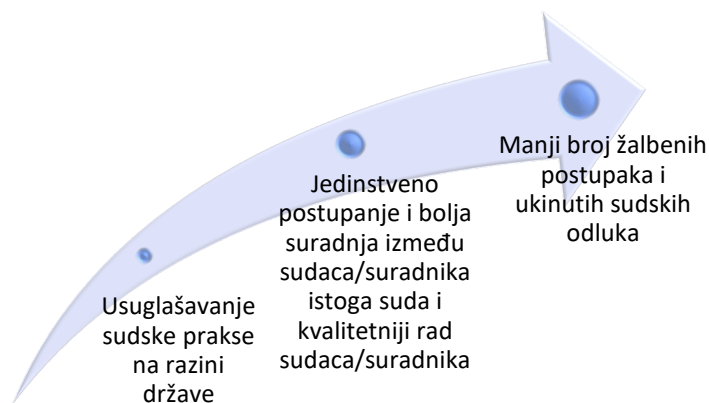 Usuglašavanje
sudske prakse
na razini
države
Jedinstveno
postupanje i bolja
suradnja između
sudaca/suradnika
istoga suda i
kvalitetniji rad
sudaca/suradnika
Manji broj žalbenih
postupaka i
ukinutih sudskih
odluka